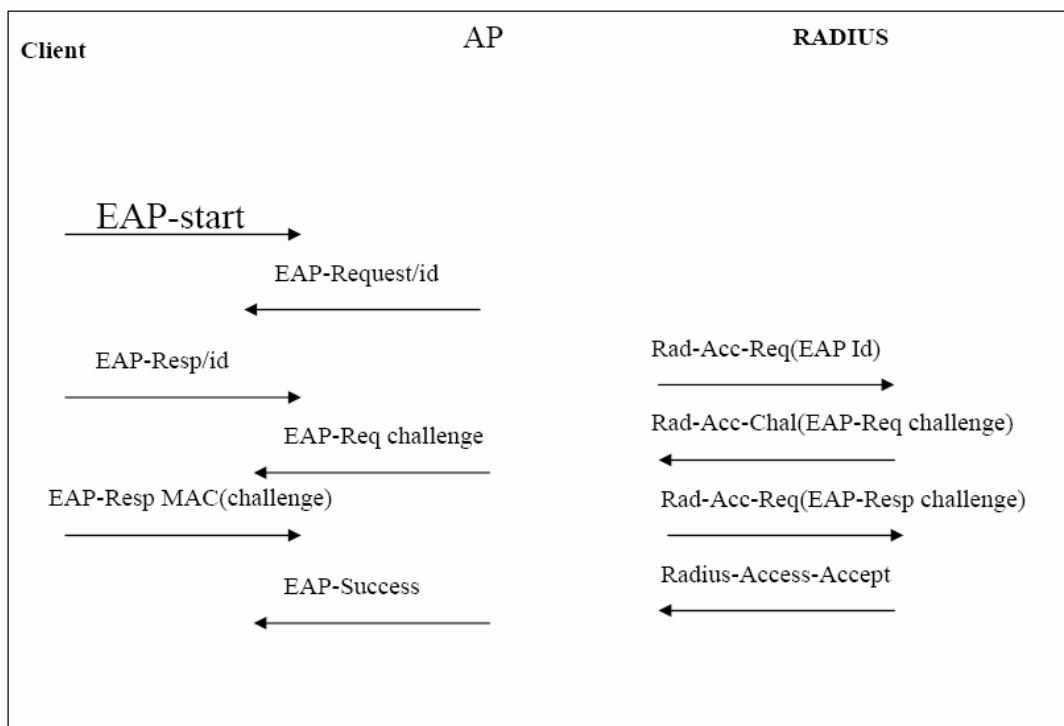 Client
AP
RADIUS
EAP-start
EAP-Request/id
EAP-Resp/id
Rad-Acc-Req(EAP Id)
EAP-Req challenge
Rad-Acc-Chal(EAP-Req challenge)
EAP-Resp MAC(challenge)
Rad-Acc-Req(EAP-Resp challenge)
EAP-Success
Radius-Access-Accept